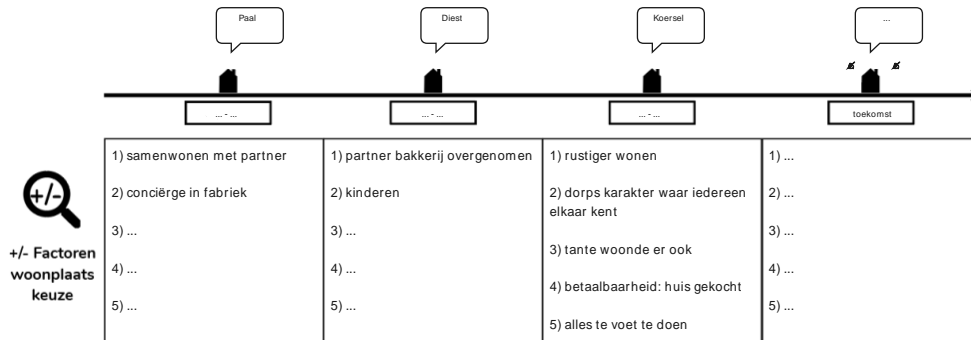 Paal
Diest
Koersel
...
... - ...
... - ...
... - ...
toekomst
+/-
+/- Factoren
woonplaats
keuze
1) samenwonen met partner
2) conciërge in fabriek
3) ...
4) ...
5) ...
1) partner bakkerij overgenomen
2) kinderen
3) ...
4) ...
5) ...
1) rustiger wonen
2) dorps karakter waar iedereen
elkaar kent
3) tante woonde er ook
4) betaalbaarheid: huis gekocht
5) alles te voet te doen
1) ...
2) ...
3) ...
4) ...
5) ...